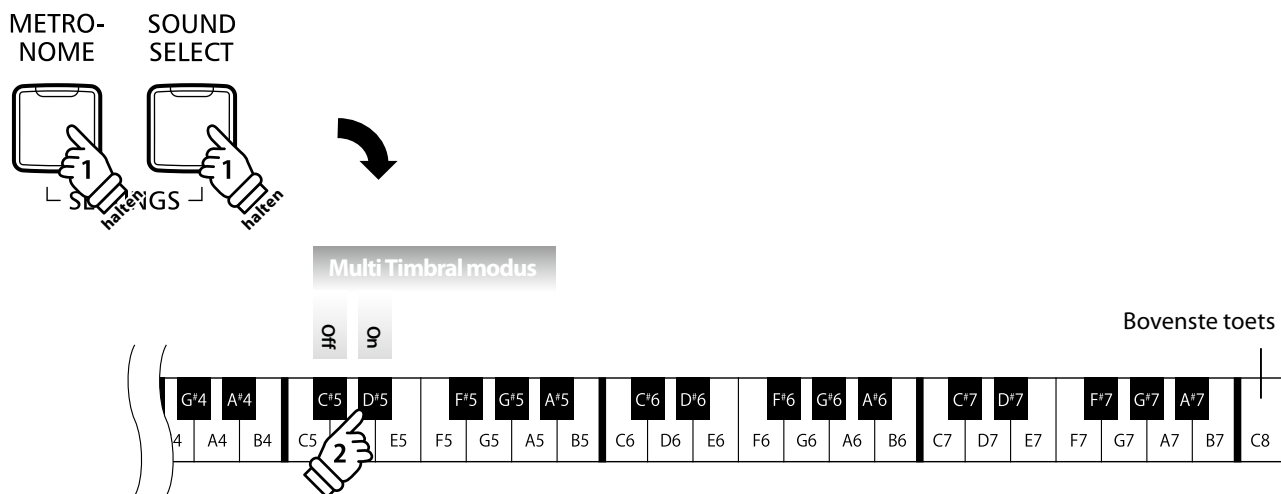 METRO- SOUND
NOME SELECT
1 1
halten halten
Multi Timbral modus
Off On
Bovenste toets
G#4 A#4 C#5 D#5 F#5 G#5 A#5 C#6 D#6 F#6 G#6 A#6 C#7 D#7 F#7 G#7 A#7
4 A4 B4 C5 E5 F5 G5 A5 B5 C6 D6 E6 F6 G6 A6 B6 C7 D7 E7 F7 G7 A7 B7 C8
2